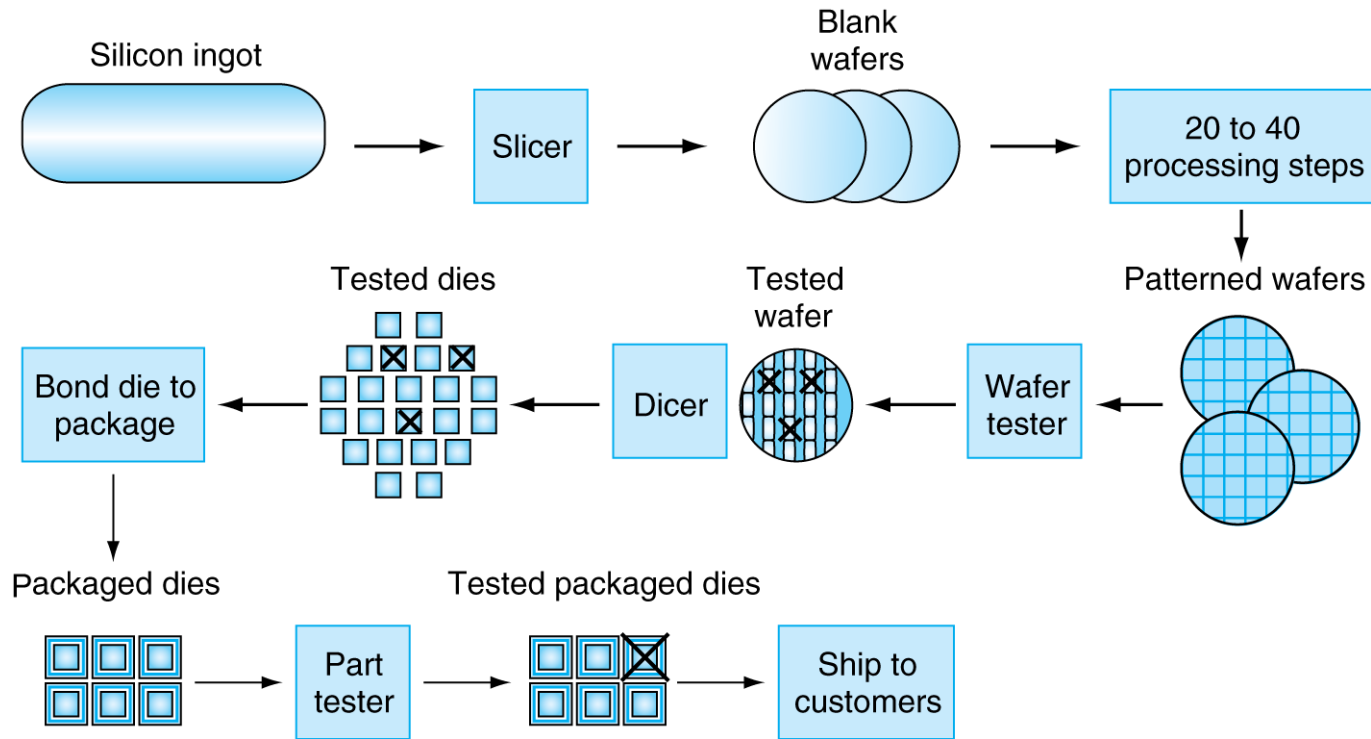 Silicon ingot
Slicer
Blank
wafers
20 to 40
processing steps
Tested dies
Tested
wafer
Patterned wafers
Bond die to
package
Dicer
Wafer
tester
Packaged dies
Tested packaged dies
Part
tester
Ship to
customers